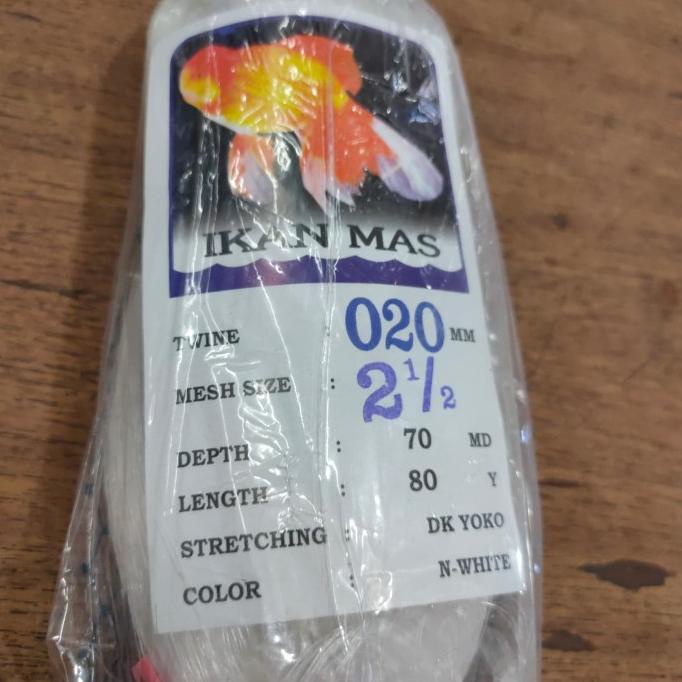 IKAN MAS
TWINE : 020 MM
MESH SIZE : 2 1/2
DEPTH : 70 MD
LENGTH : 80 Y
STRETCHING : DK YOKO
COLOR : N-WHITE